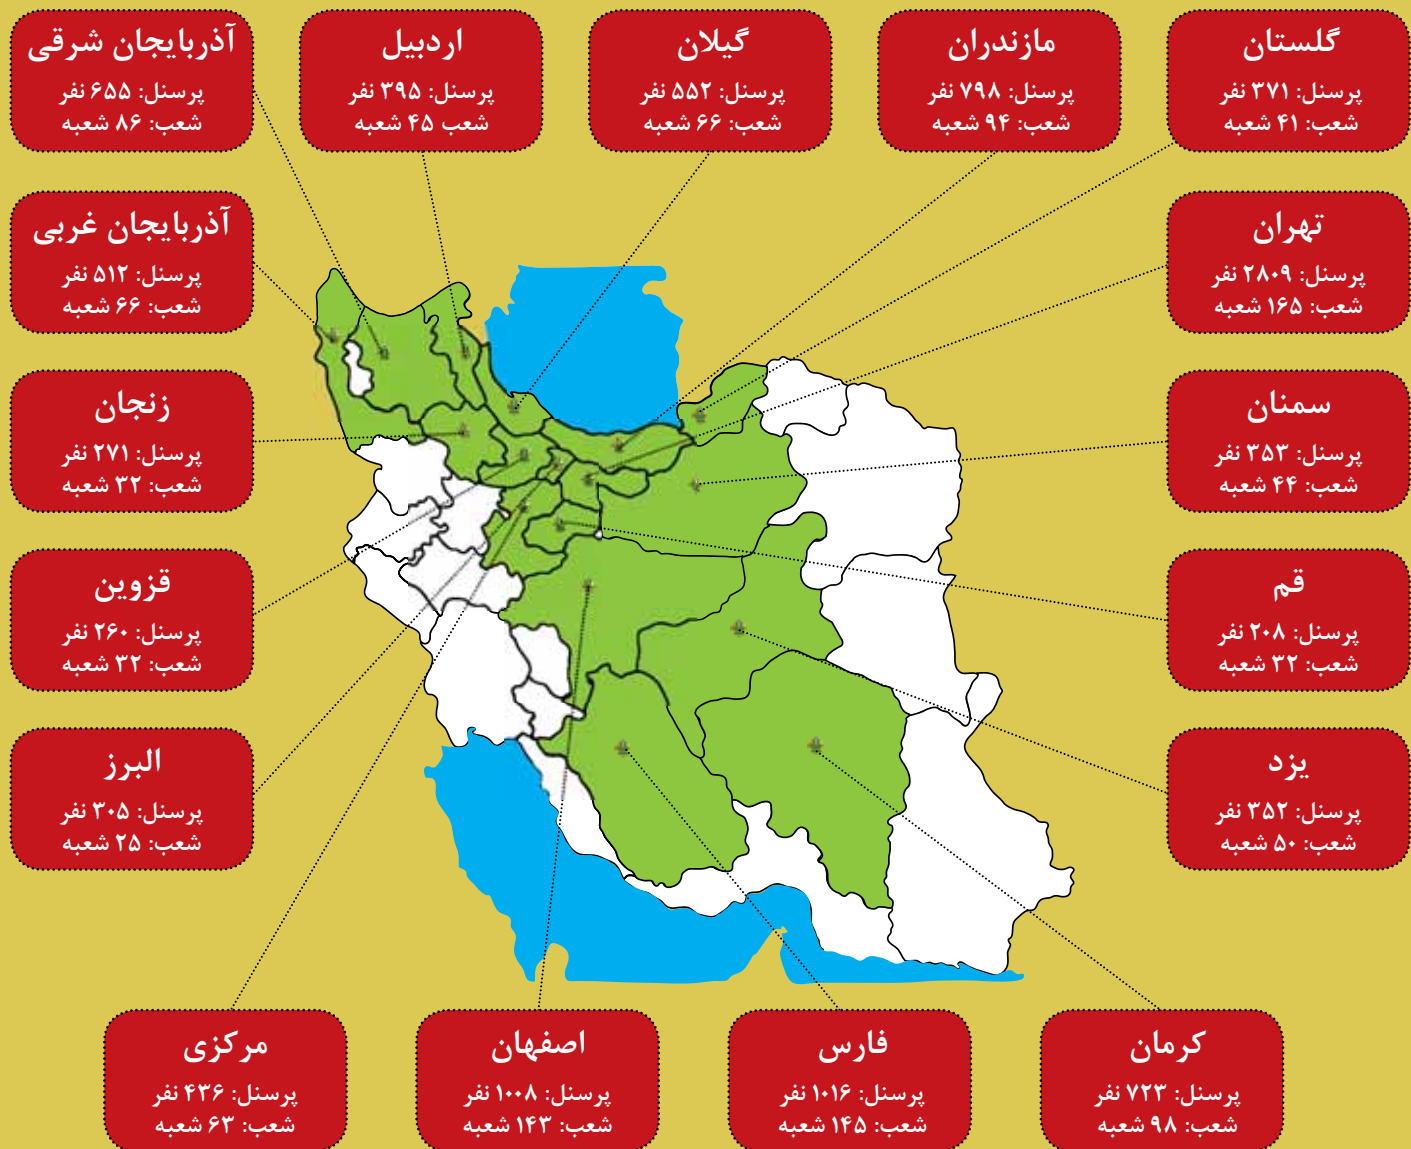 آذربایجان شرقی
پرسنل: ۶۵۵ نفر
شعب: ۸۶ شعبه
اردبیل
پرسنل: ۳۹۵ نفر
شعب ۴۵ شعبه
گیلان
پرسنل: ۵۵۲ نفر
شعب: ۶۶ شعبه
مازندران
پرسنل: ۷۹۸ نفر
شعب: ۹۴ شعبه
گلستان
پرسنل: ۳۷۱ نفر
شعب: ۴۱ شعبه
آذربایجان غربی
پرسنل: ۵۱۲ نفر
شعب: ۶۶ شعبه
تهران
پرسنل: ۲۸۰۹ نفر
شعب: ۱۶۵ شعبه
زنجان
پرسنل: ۲۷۱ نفر
شعب: ۳۲ شعبه
سمنان
پرسنل: ۳۵۳ نفر
شعب: ۴۴ شعبه
قزوین
پرسنل: ۲۶۰ نفر
شعب: ۳۲ شعبه
قم
پرسنل: ۲۰۸ نفر
شعب: ۳۲ شعبه
البرز
پرسنل: ۳۰۵ نفر
شعب: ۲۵ شعبه
یزد
پرسنل: ۳۵۲ نفر
شعب: ۵۰ شعبه
مرکزی
پرسنل: ۴۳۶ نفر
شعب: ۶۳ شعبه
اصفهان
پرسنل: ۱۰۰۸ نفر
شعب: ۱۴۳ شعبه
فارس
پرسنل: ۱۰۱۶ نفر
شعب: ۱۴۵ شعبه
کرمان
پرسنل: ۷۲۳ نفر
شعب: ۹۸ شعبه